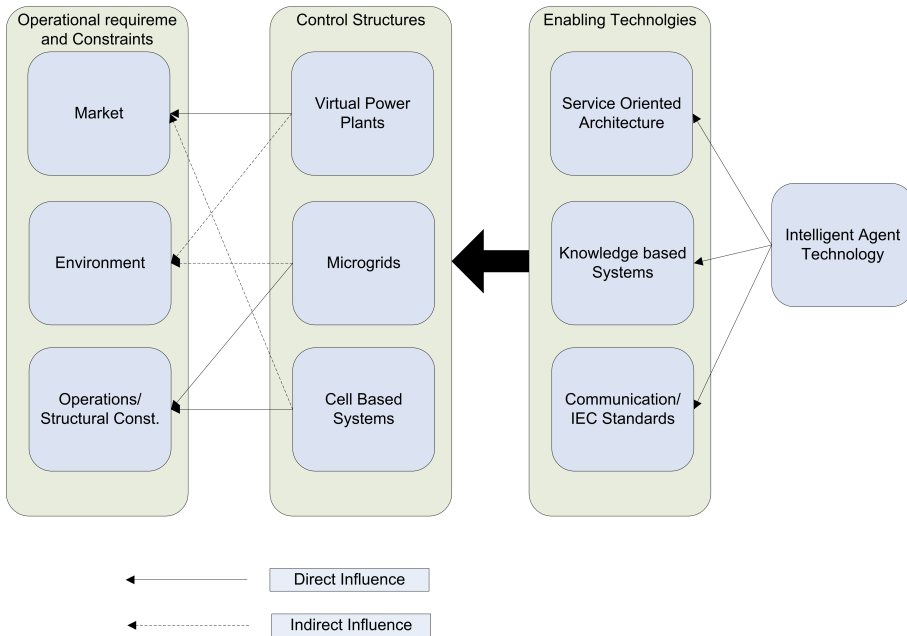 Operational requireme
and Constraints
Market
Environment
Operations/
Structural Const.
Control Structures
Virtual Power
Plants
Microgrids
Cell Based
Systems
Enabling Technolgies
Service Oriented
Architecture
Knowledge based
Systems
Communication/
IEC Standards
Intelligent Agent
Technology
Direct Influence
Indirect Influence